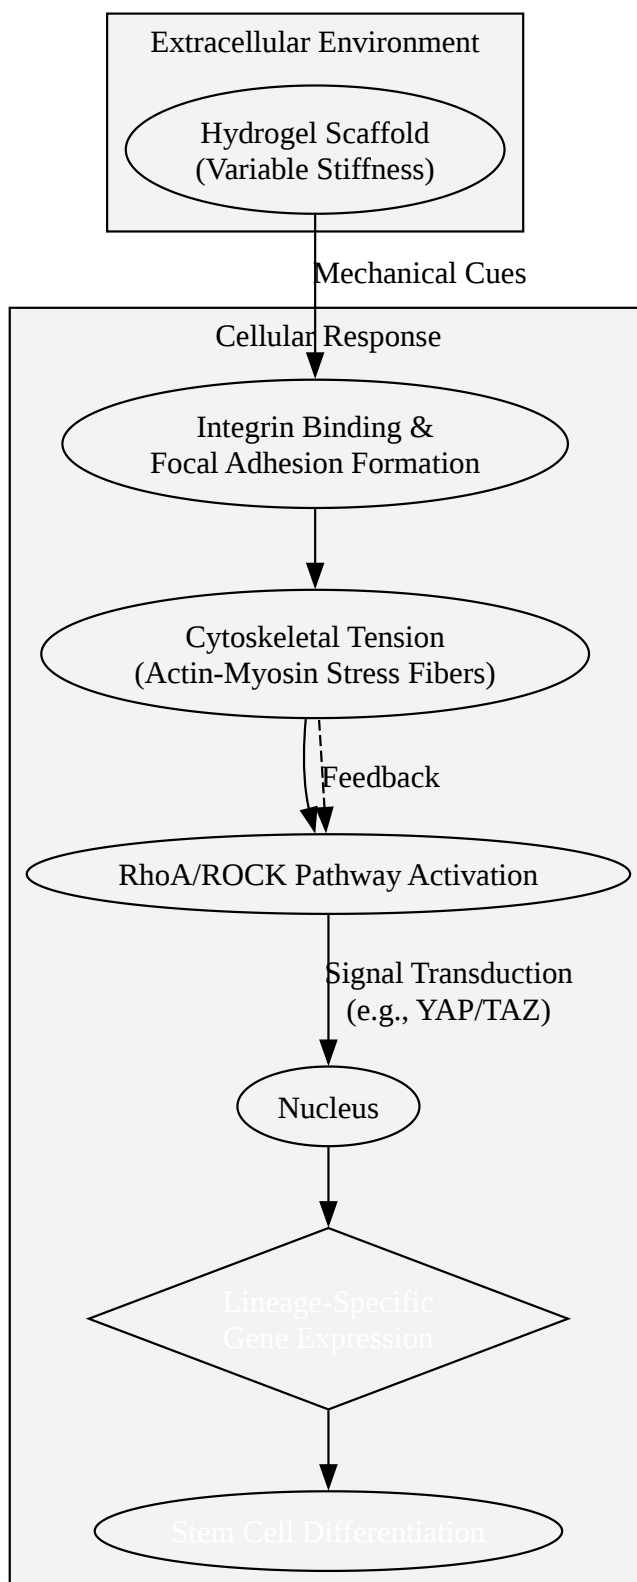 Extracellular Environment
Hydrogel Scaffold
(Variable Stiffness)
Mechanical Cues
Cellular Response
Integrin Binding &
Focal Adhesion Formation
Cytoskeletal Tension
(Actin-Myosin Stress Fibers)
Feedback
RhoA/ROCK Pathway Activation
Signal Transduction
(e.g., YAP/TAZ)
Nucleus
Lineage-Specific
Gene Expression
Stem Cell Differentiation